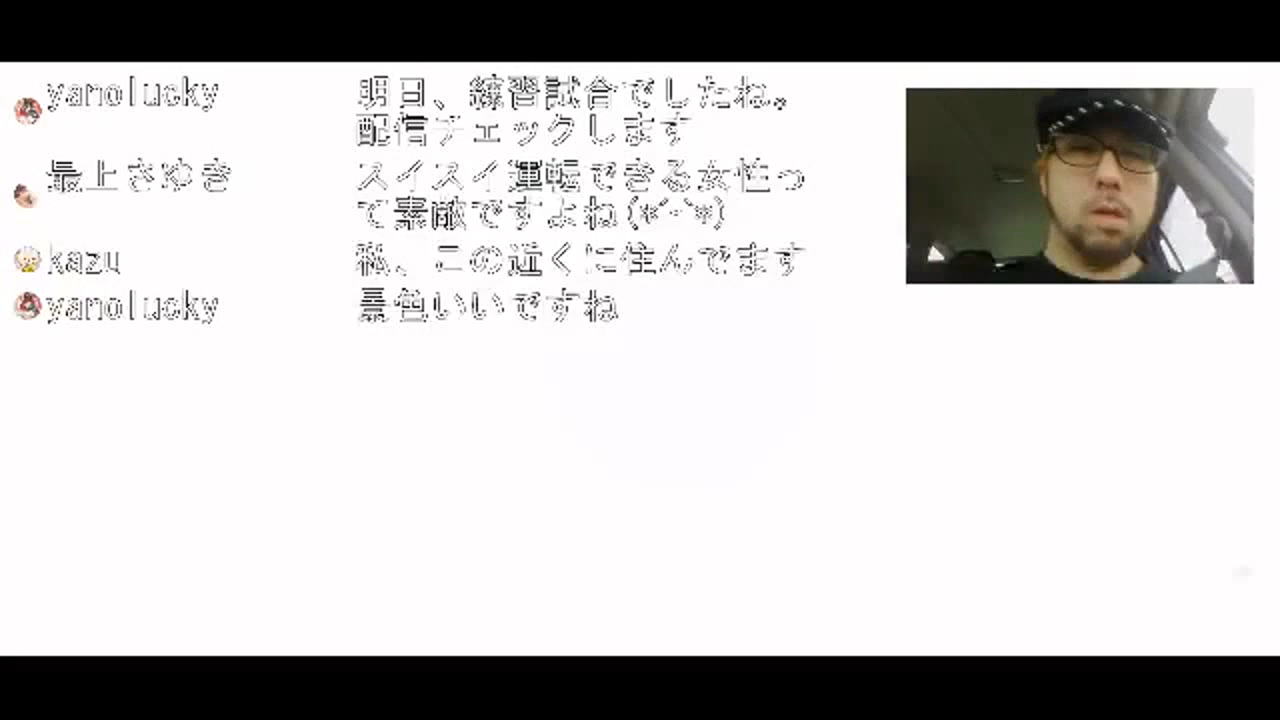 yanolucky 明日、練習試合でしたね。
配信チェックします
最上さゆき スイスイ運転できる女性っ
て素敵ですよね(*´-`*)
kazu 私、この近くに住んでます
yanolucky 景色いいですね